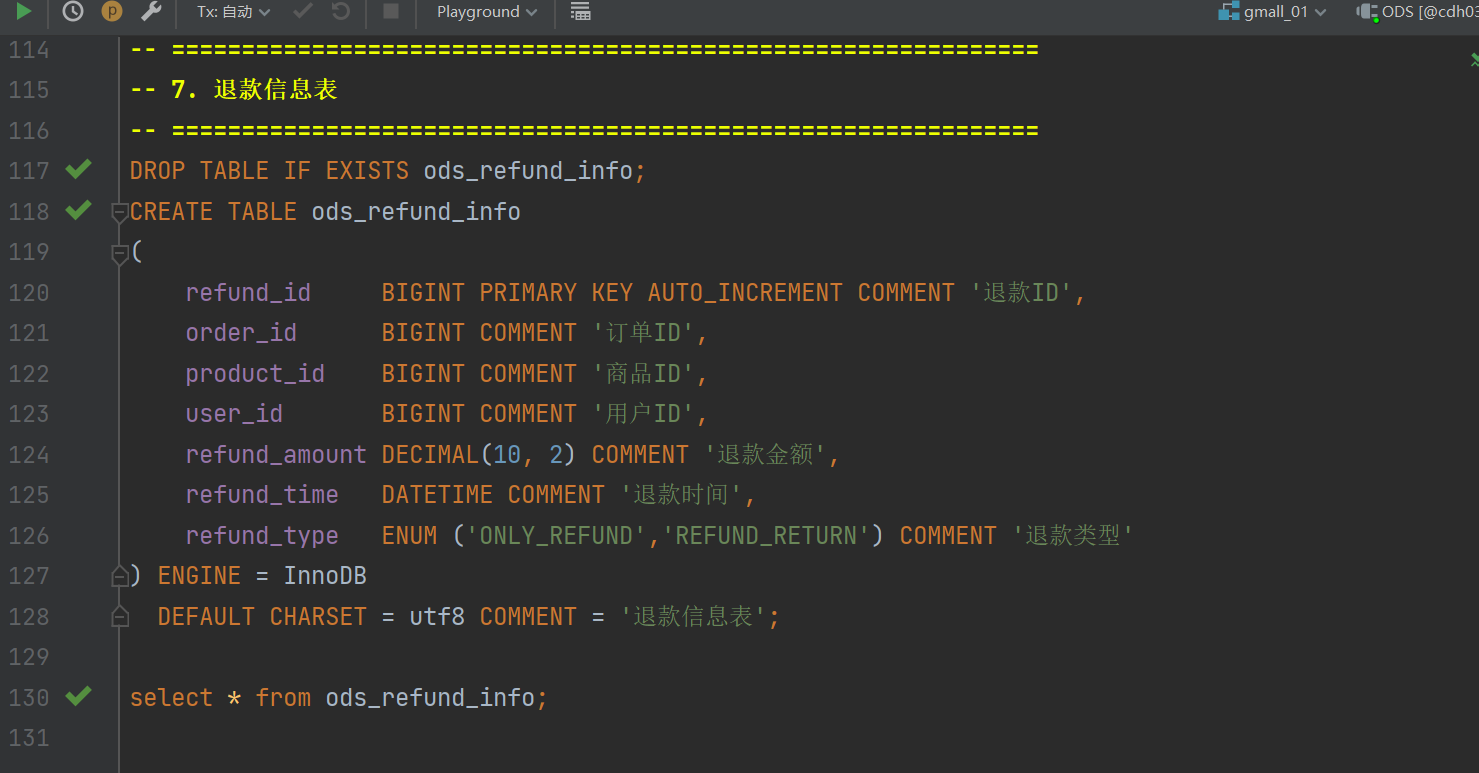 Tx: 自动 Playground gmall_01 ODS [@cdh03
114 -- ==============================================================
115 -- 7. 退款信息表
116 -- ==============================================================
117 DROP TABLE IF EXISTS ods_refund_info;
118 CREATE TABLE ods_refund_info
119 (
120 refund_id BIGINT PRIMARY KEY AUTO_INCREMENT COMMENT '退款ID',
121 order_id BIGINT COMMENT '订单ID',
122 product_id BIGINT COMMENT '商品ID',
123 user_id BIGINT COMMENT '用户ID',
124 refund_amount DECIMAL(10, 2) COMMENT '退款金额',
125 refund_time DATETIME COMMENT '退款时间',
126 refund_type ENUM ('ONLY_REFUND','REFUND_RETURN') COMMENT '退款类型'
127 ) ENGINE = InnoDB
128 DEFAULT CHARSET = utf8 COMMENT = '退款信息表';
129
130 select * from ods_refund_info;
131